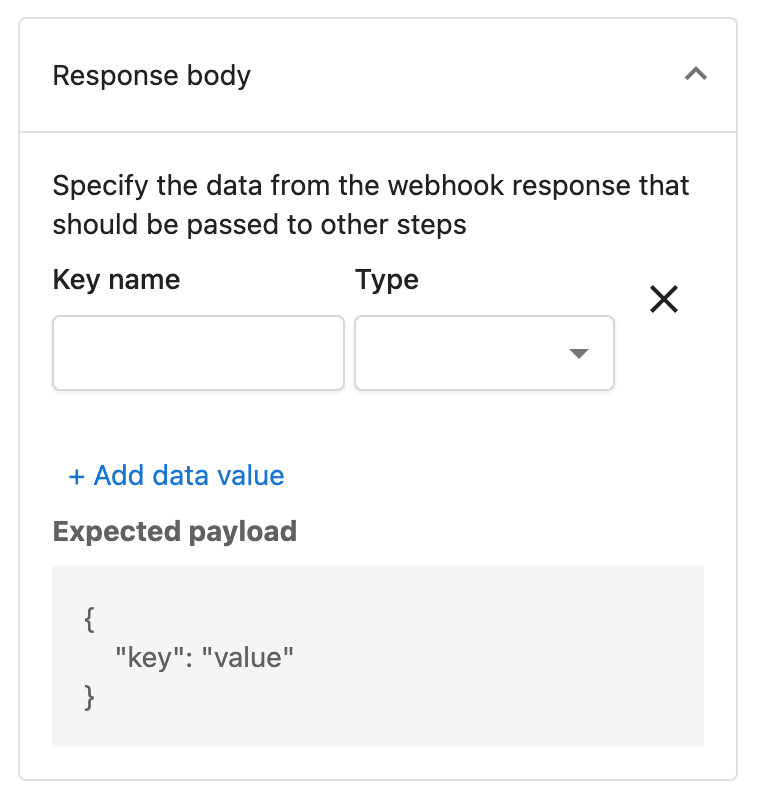 Response body
Specify the data from the webhook response that
should be passed to other steps
Key name Type
+ Add data value
Expected payload
{
"key": "value"
}